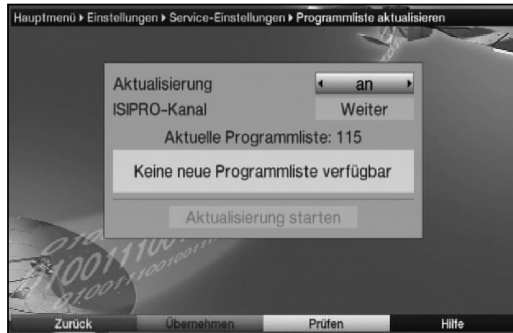 Hauptmenü ▸ Einstellungen ▸ Service-Einstellungen ▸ Programmliste aktualisieren
Aktualisierung ◂ an ▸
ISIPRO-Kanal Weiter
Aktuelle Programmliste: 115
Keine neue Programmliste verfügbar
Aktualisierung starten
Zurück Übernehmen Prüfen Hilfe